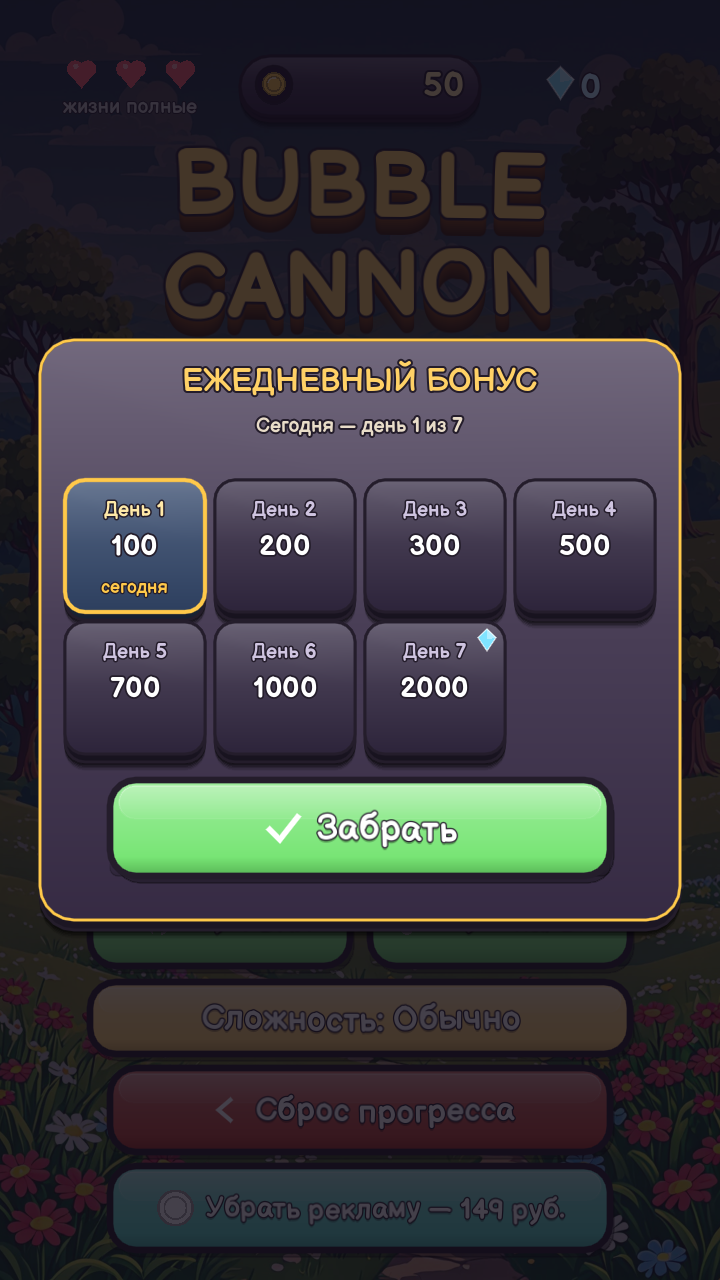 50
0
жизни полные
BUBBLE
CANNON
ЕЖЕДНЕВНЫЙ БОНУС
Сегодня — день 1 из 7
День 1
100
сегодня
День 2
200
День 3
300
День 4
500
День 5
700
День 6
1000
День 7
2000
Забрать
Сложность: Обычно
Сброс прогресса
Убрать рекламу — 149 руб.